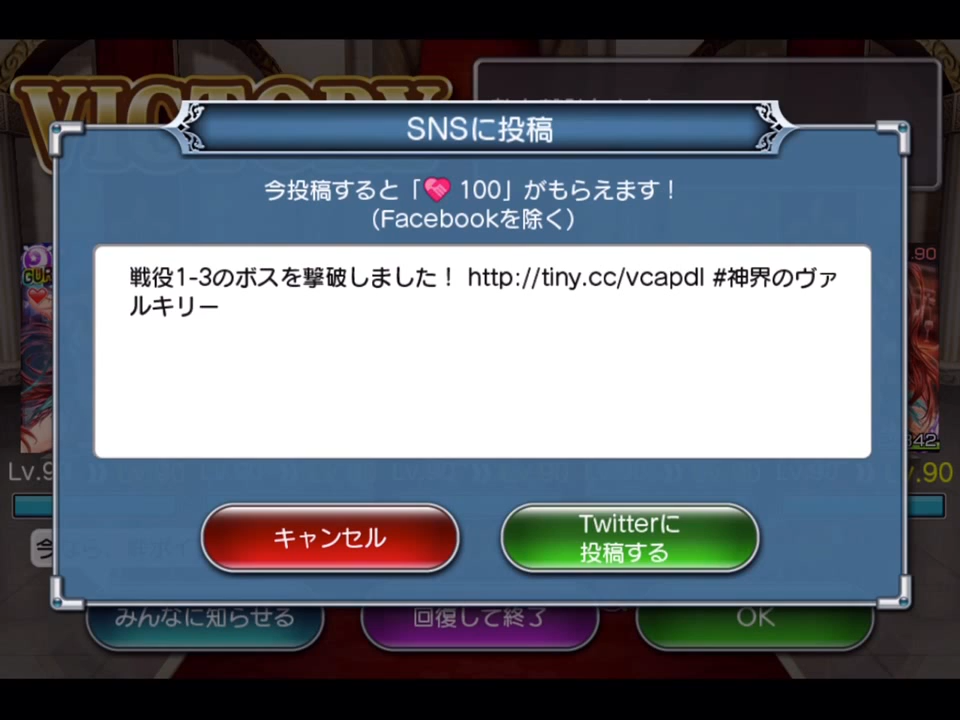 VICTORY
SNSに投稿
今投稿すると「 100」がもらえます！
(Facebookを除く)
戦役1-3のボスを撃破しました！ http://tiny.cc/vcapdl #神界のヴァ
ルキリー
Lv.90
キャンセル
Twitterに
投稿する
みんなに知らせる
回復して終了
OK